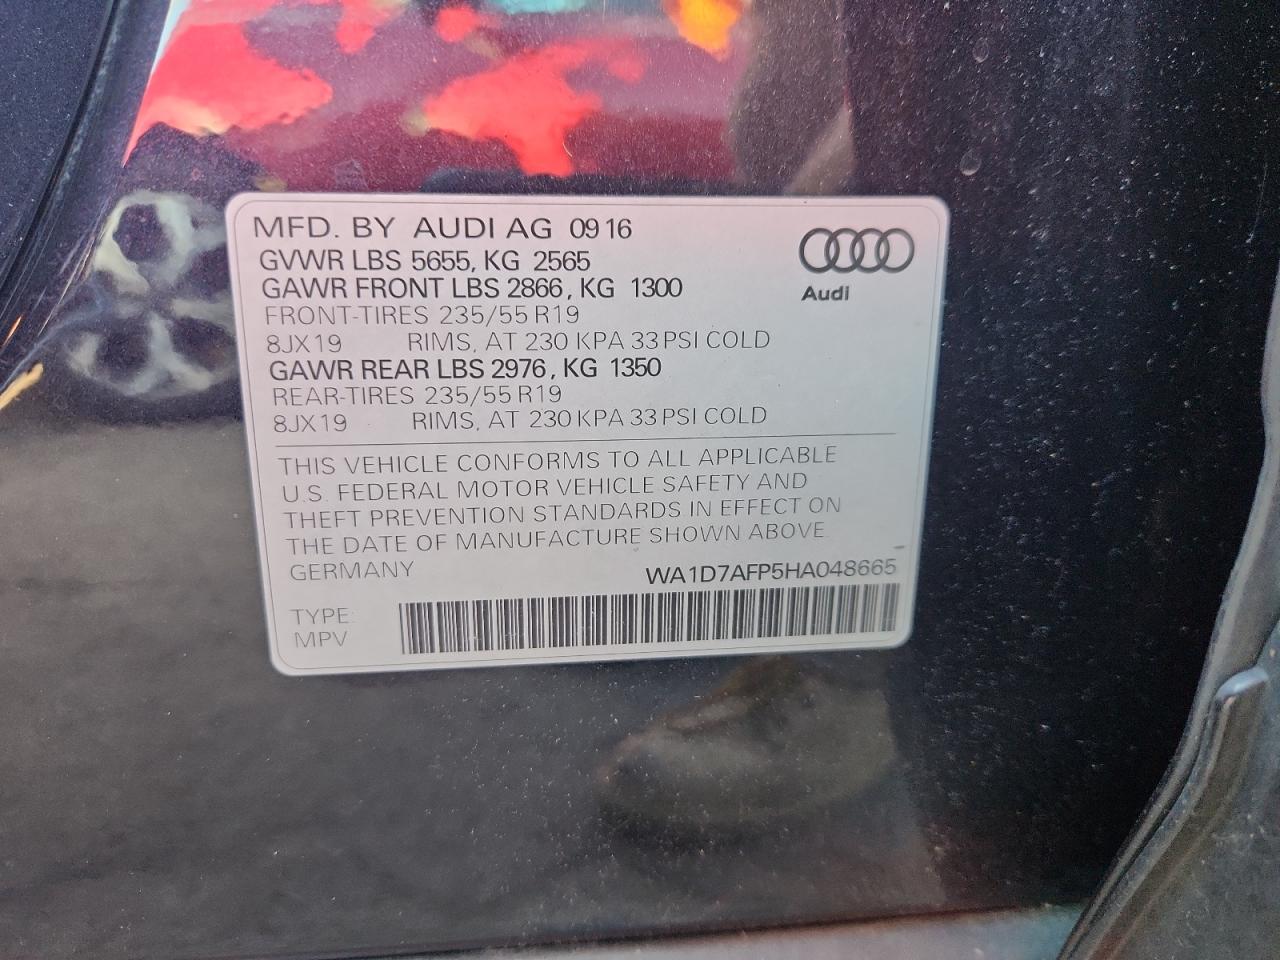 MFD. BY AUDI AG 09 16
GVWR LBS 5655, KG 2565
GAWR FRONT LBS 2866, KG 1300
FRONT-TIRES 235/55 R19
8JX19 RIMS, AT 230 KPA 33 PSI COLD
GAWR REAR LBS 2976, KG 1350
REAR-TIRES 235/55 R19
8JX19 RIMS, AT 230 KPA 33 PSI COLD
Audi
THIS VEHICLE CONFORMS TO ALL APPLICABLE
U.S. FEDERAL MOTOR VEHICLE SAFETY AND
THEFT PREVENTION STANDARDS IN EFFECT ON
THE DATE OF MANUFACTURE SHOWN ABOVE.
GERMANY WA1D7AFP5HA048665
TYPE:
MPV